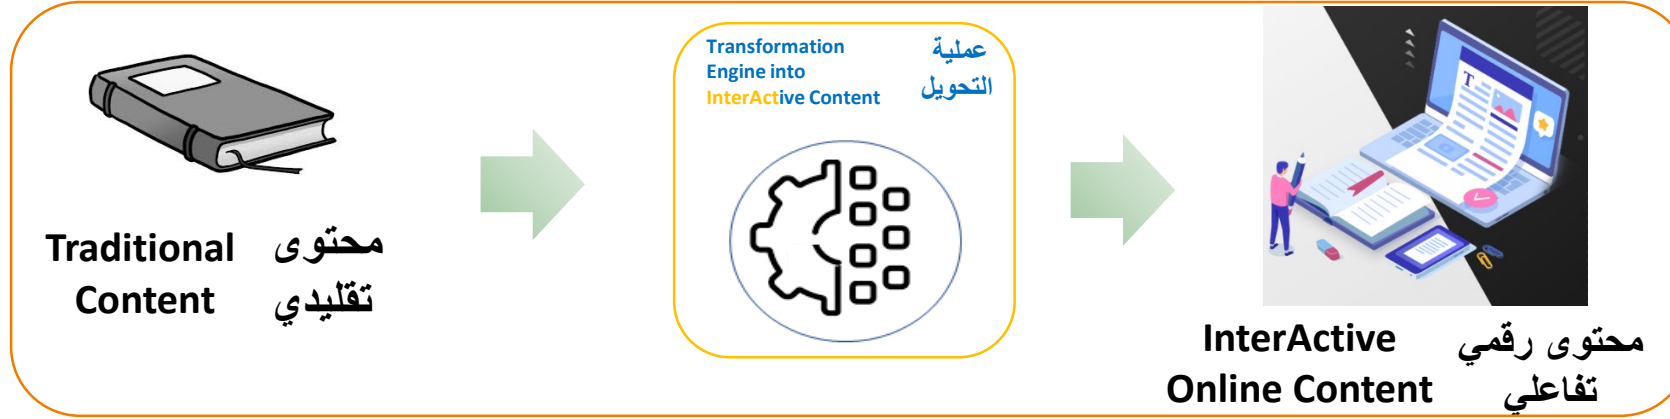 Traditional
Content
محتوى
تقليدي
Transformation
Engine into
InterActive Content
عملية
التحويل
T
InterActive
Online Content
محتوى رقمي
تفاعلي